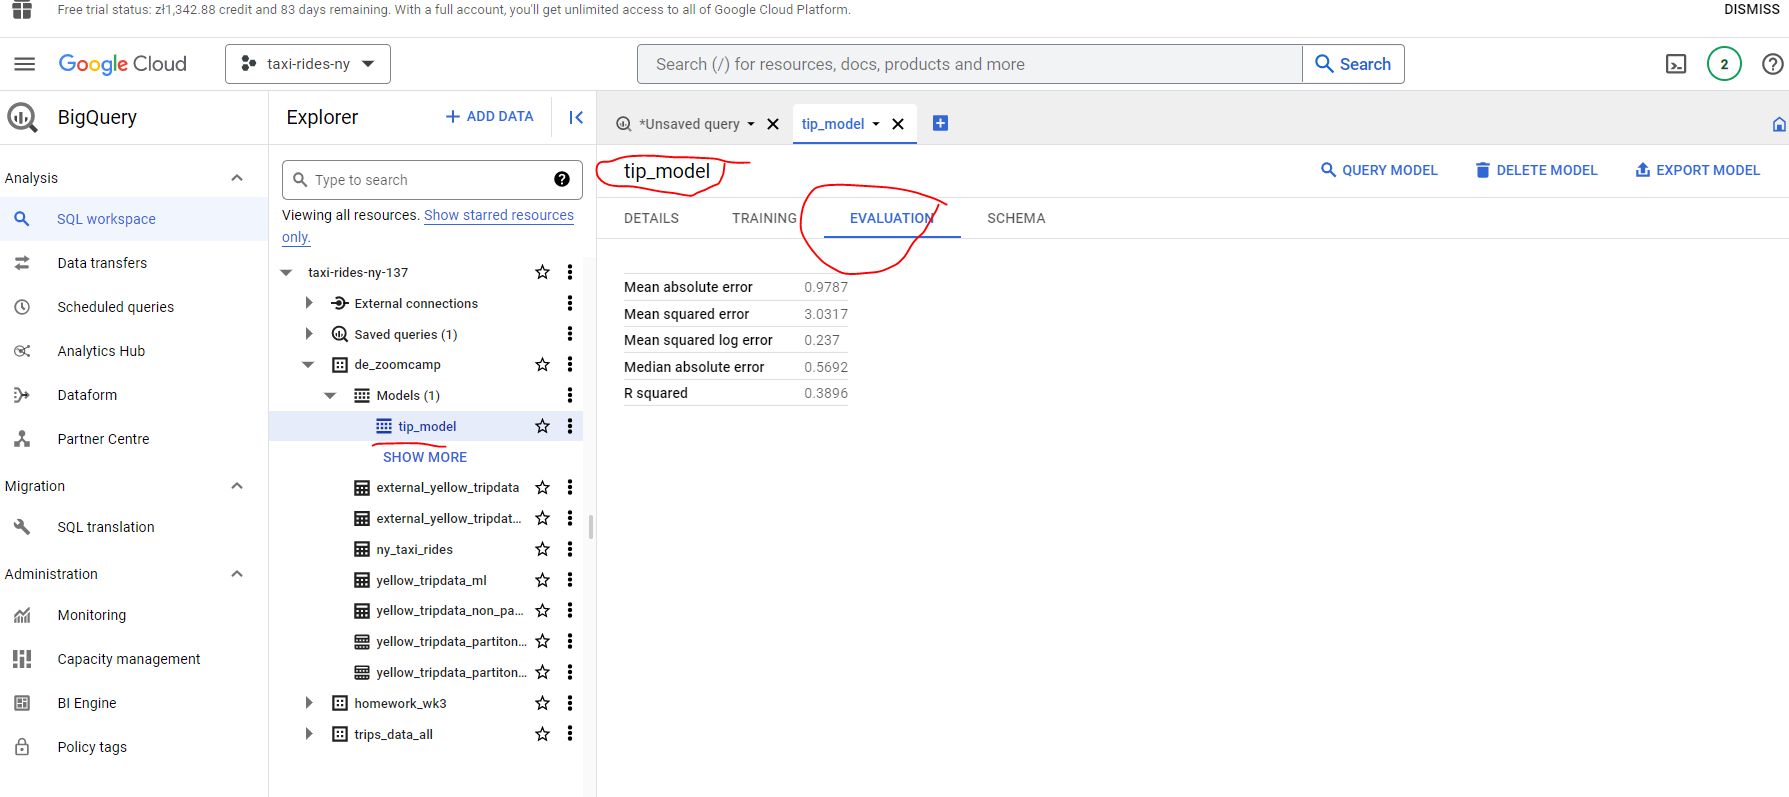 Free trial status: zł1,342.88 credit and 83 days remaining. With a full account, you'll get unlimited access to all of Google Cloud Platform.
DISMISS
Google Cloud
taxi-rides-ny
Search (/) for resources, docs, products and more
Search
2
BigQuery
Analysis
SQL workspace
Data transfers
Scheduled queries
Analytics Hub
Dataform
Partner Centre
Migration
SQL translation
Administration
Monitoring
Capacity management
BI Engine
Policy tags
Explorer
ADD DATA
Type to search
Viewing all resources. Show starred resources
only.
taxi-rides-ny-137
External connections
Saved queries (1)
de_zoomcamp
Models (1)
tip_model
SHOW MORE
external_yellow_tripdata
external_yellow_tripdat...
ny_taxi_rides
yellow_tripdata_ml
yellow_tripdata_non_pa...
yellow_tripdata_partiton...
yellow_tripdata_partiton...
homework_wk3
trips_data_all
*Unsaved query
tip_model
tip_model
QUERY MODEL
DELETE MODEL
EXPORT MODEL
DETAILS
TRAINING
EVALUATION
SCHEMA
Mean absolute error 0.9787
Mean squared error 3.0317
Mean squared log error 0.237
Median absolute error 0.5692
R squared 0.3896